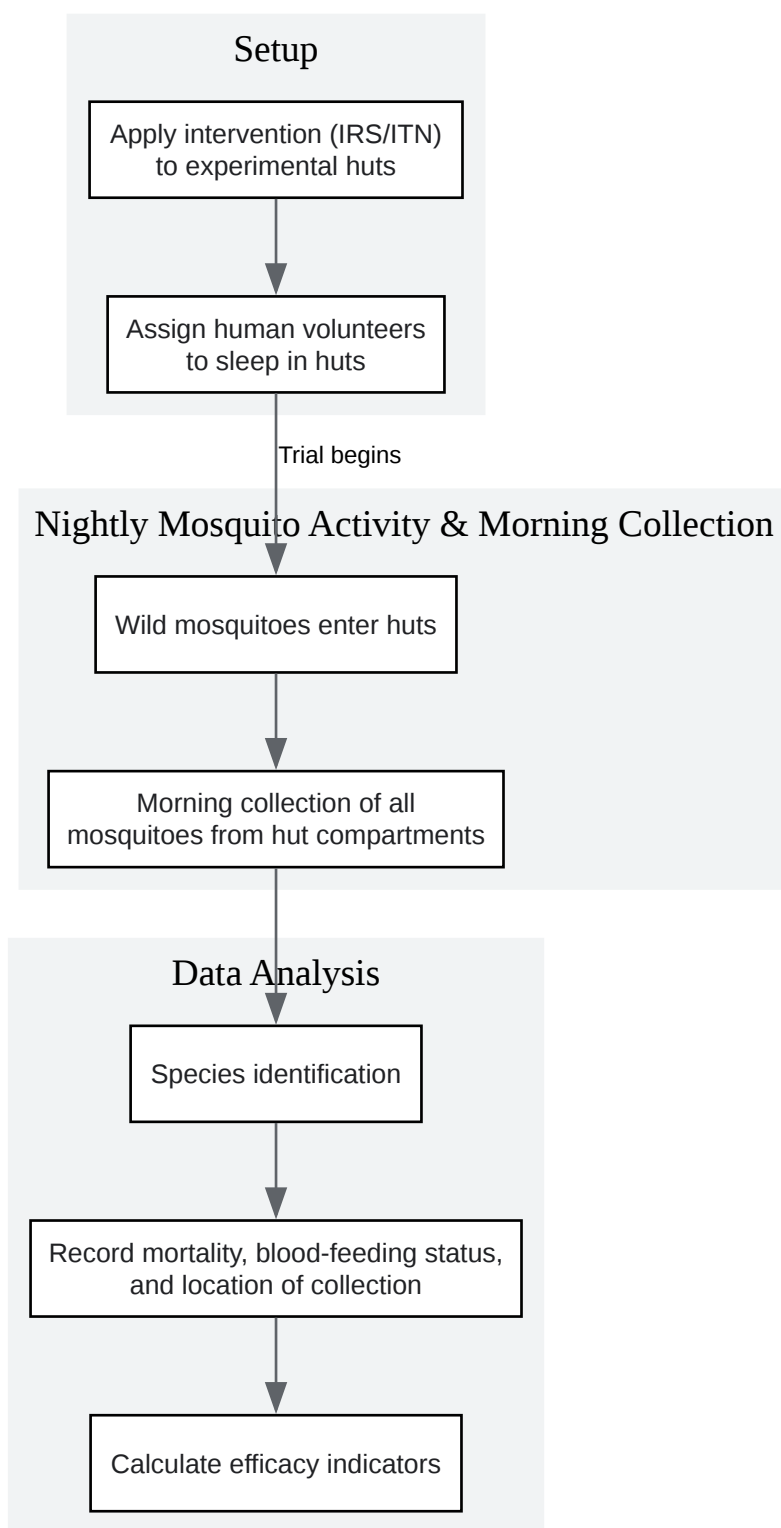 Setup
Apply intervention (IRS/ITN)
to experimental huts
Assign human volunteers
to sleep in huts
Trial begins
Nightly Mosquito Activity & Morning Collection
Wild mosquitoes enter huts
Morning collection of all
mosquitoes from hut compartments
Data Analysis
Species identification
Record mortality, blood-feeding status,
and location of collection
Calculate efficacy indicators